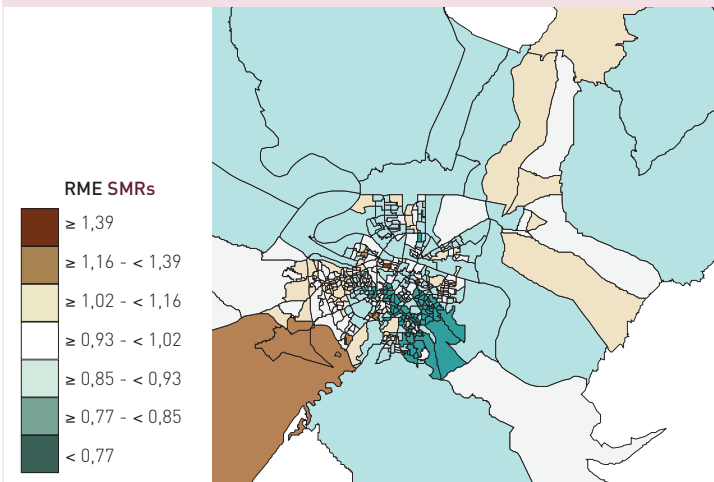 RME SMRs
≥ 1,39
≥ 1,16 - < 1,39
≥ 1,02 - < 1,16
≥ 0,93 - < 1,02
≥ 0,85 - < 0,93
≥ 0,77 - < 0,85
< 0,77